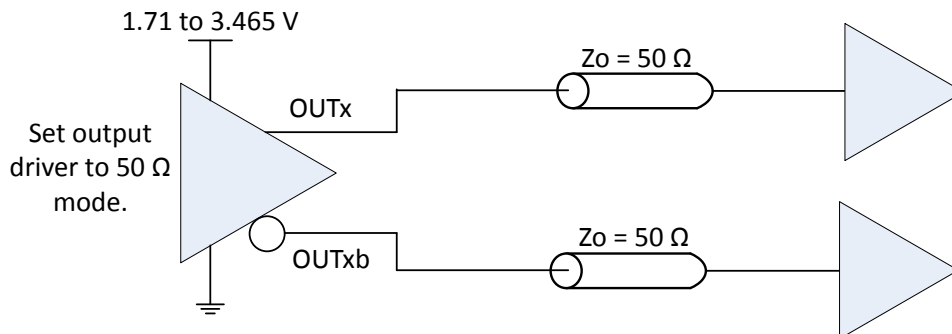 1.71 to 3.465 V
Zo = 50 Ω
OUTx
Set output
driver to 50 Ω
mode.
Zo = 50 Ω
OUTxb